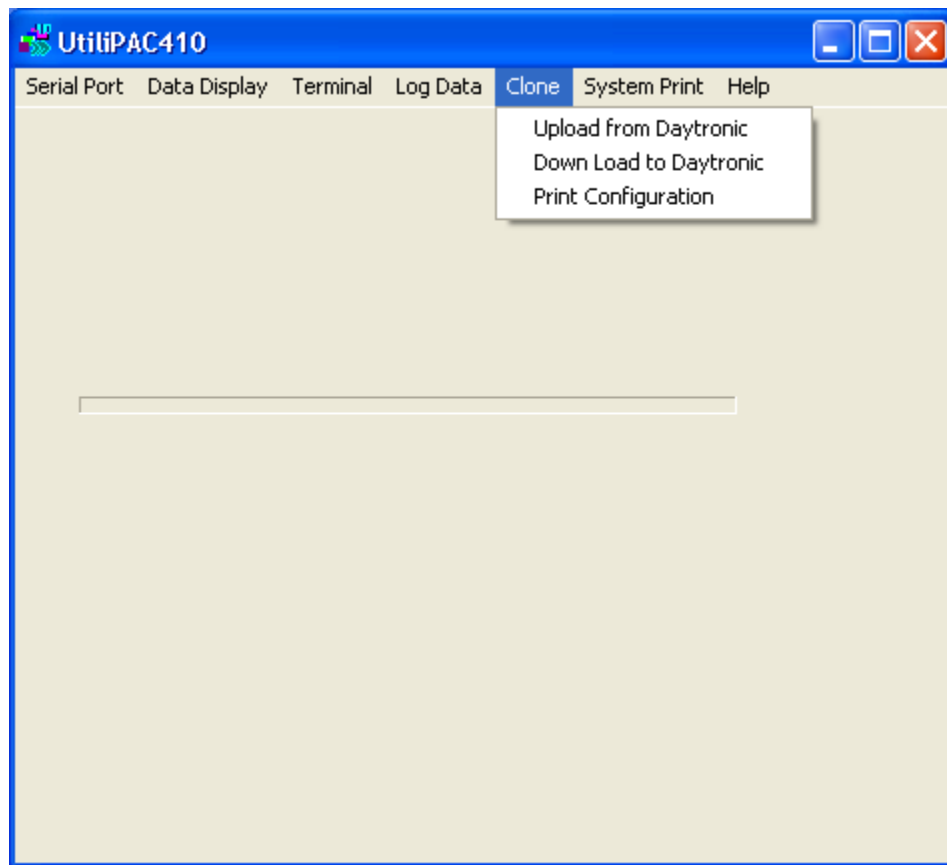 UtiliPAC410
Serial Port Data Display Terminal Log Data Clone System Print Help
Upload from Daytronic
Down Load to Daytronic
Print Configuration